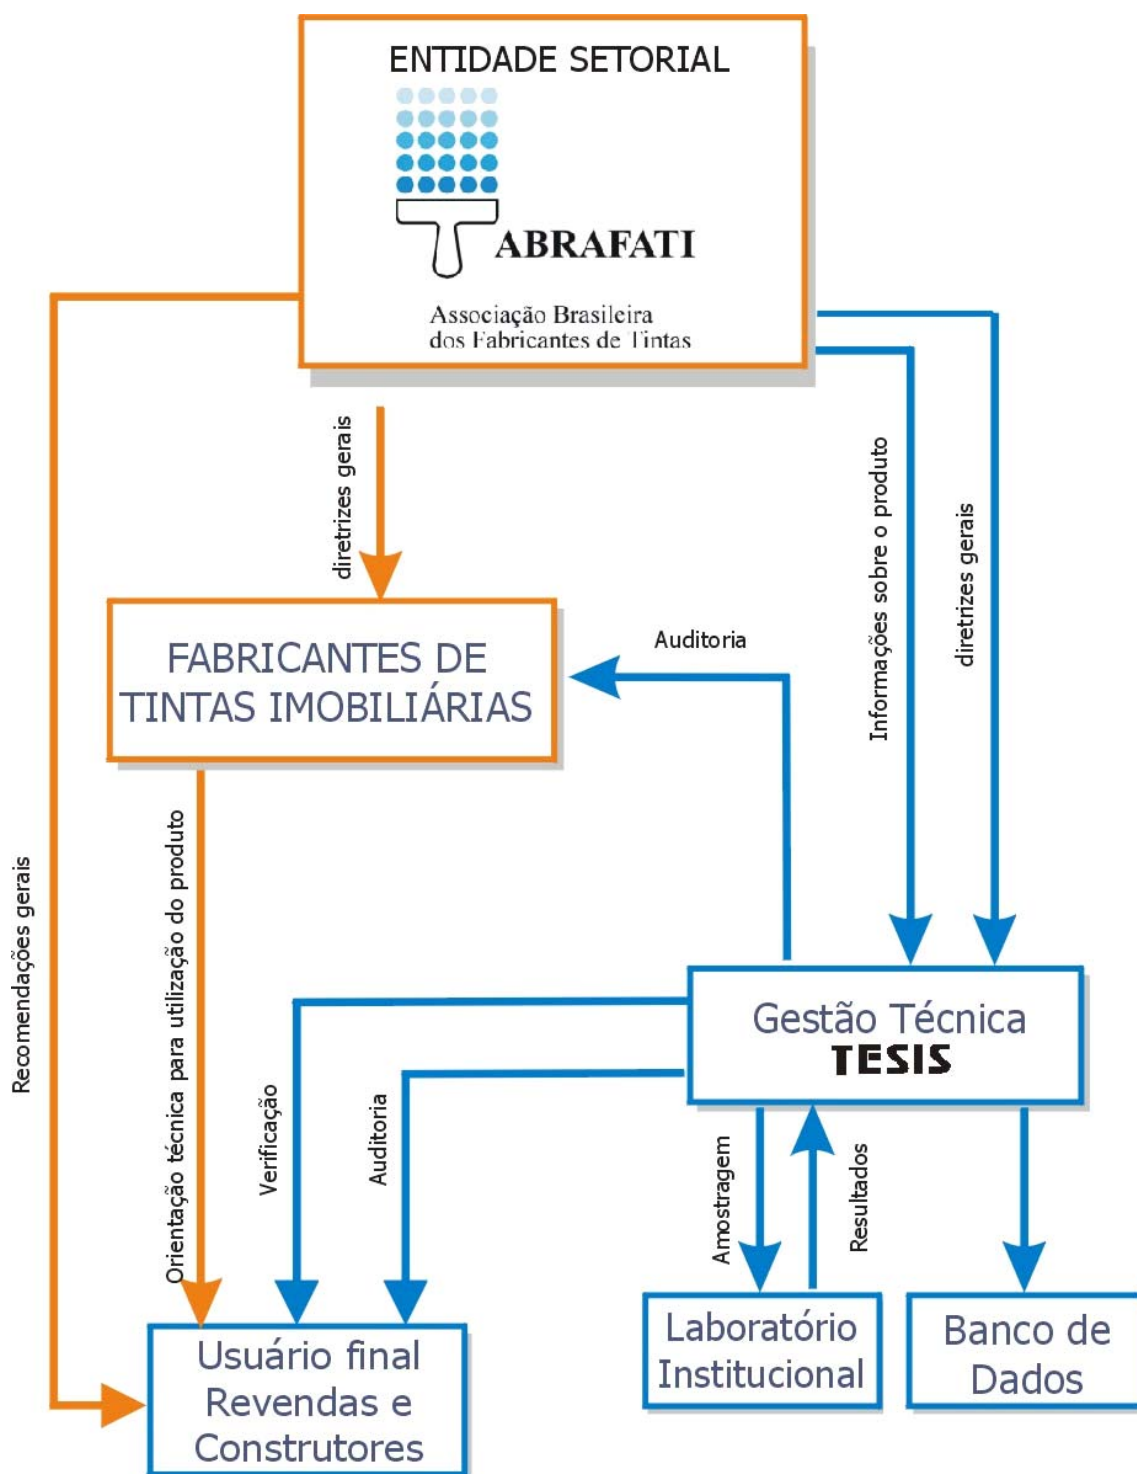 ENTIDADE SETORIAL
ABRAFATI
Associação Brasileira
dos Fabricantes de Tintas
diretrizes gerais
Informações sobre o produto
diretrizes gerais
FABRICANTES DE
TINTAS IMOBILIÁRIAS
Auditoria
Recomendações gerais
Orientação técnica para utilização do produto
Gestão Técnica
TESIS
Verificação
Auditoria
Amostragem
Resultados
Usuário final
Revendas e
Construtores
Laboratório
Institucional
Banco de
Dados